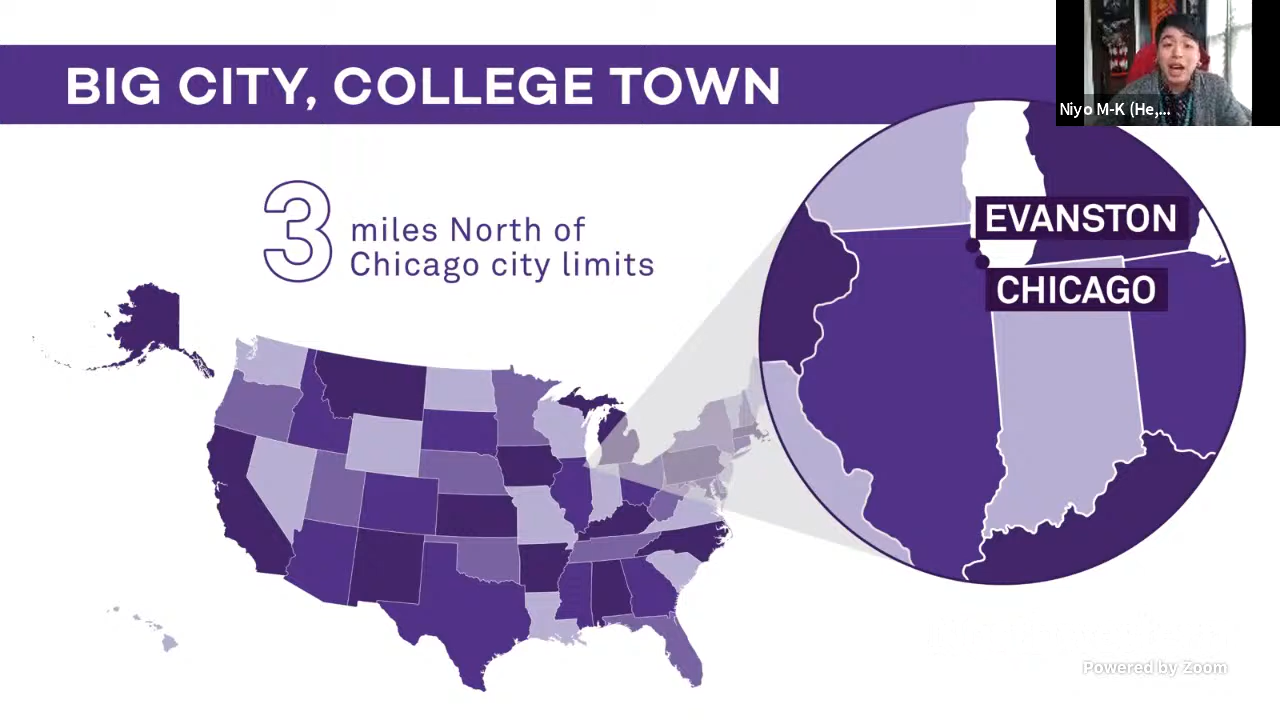 BIG CITY, COLLEGE TOWN
Niyo M-K (He,...
3
miles North of
Chicago city limits
EVANSTON
CHICAGO
Powered by Zoom